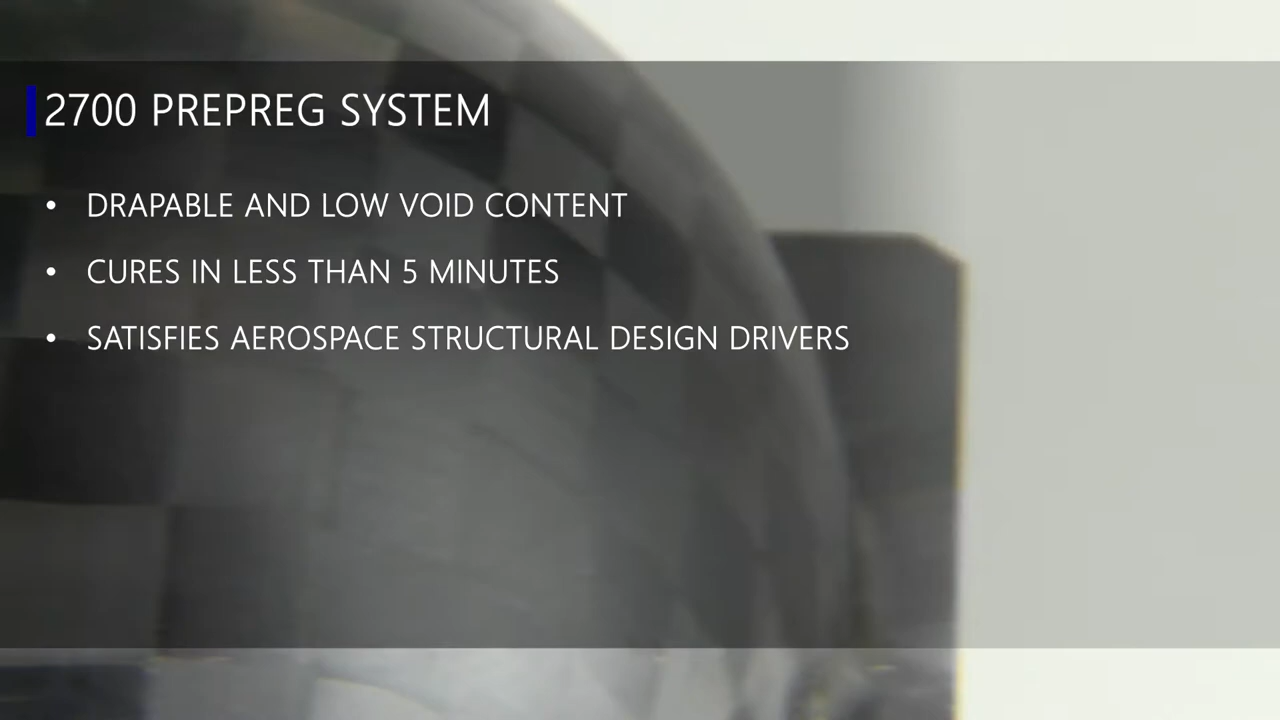 2700 PREPREG SYSTEM
• DRAPABLE AND LOW VOID CONTENT
• CURES IN LESS THAN 5 MINUTES
• SATISFIES AEROSPACE STRUCTURAL DESIGN DRIVERS